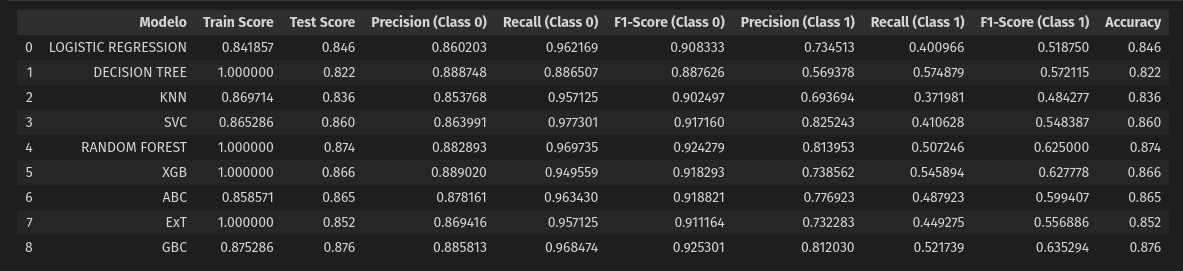 Modelo Train Score Test Score Precision (Class 0) Recall (Class 0) F1-Score (Class 0) Precision (Class 1) Recall (Class 1) F1-Score (Class 1) Accuracy
0 LOGISTIC REGRESSION 0.841857 0.846 0.860203 0.962169 0.908333 0.734513 0.400966 0.518750 0.846
1 DECISION TREE 1.000000 0.822 0.888748 0.886507 0.887626 0.569378 0.574879 0.572115 0.822
2 KNN 0.869714 0.836 0.853768 0.957125 0.902497 0.693694 0.371981 0.484277 0.836
3 SVC 0.865286 0.860 0.863991 0.977301 0.917160 0.825243 0.410628 0.548387 0.860
4 RANDOM FOREST 1.000000 0.874 0.882893 0.969735 0.924279 0.813953 0.507246 0.625000 0.874
5 XGB 1.000000 0.866 0.889020 0.949559 0.918293 0.738562 0.545894 0.627778 0.866
6 ABC 0.858571 0.865 0.878161 0.963430 0.918821 0.776923 0.487923 0.599407 0.865
7 ExT 1.000000 0.852 0.869416 0.957125 0.911164 0.732283 0.449275 0.556886 0.852
8 GBC 0.875286 0.876 0.885813 0.968474 0.925301 0.812030 0.521739 0.635294 0.876